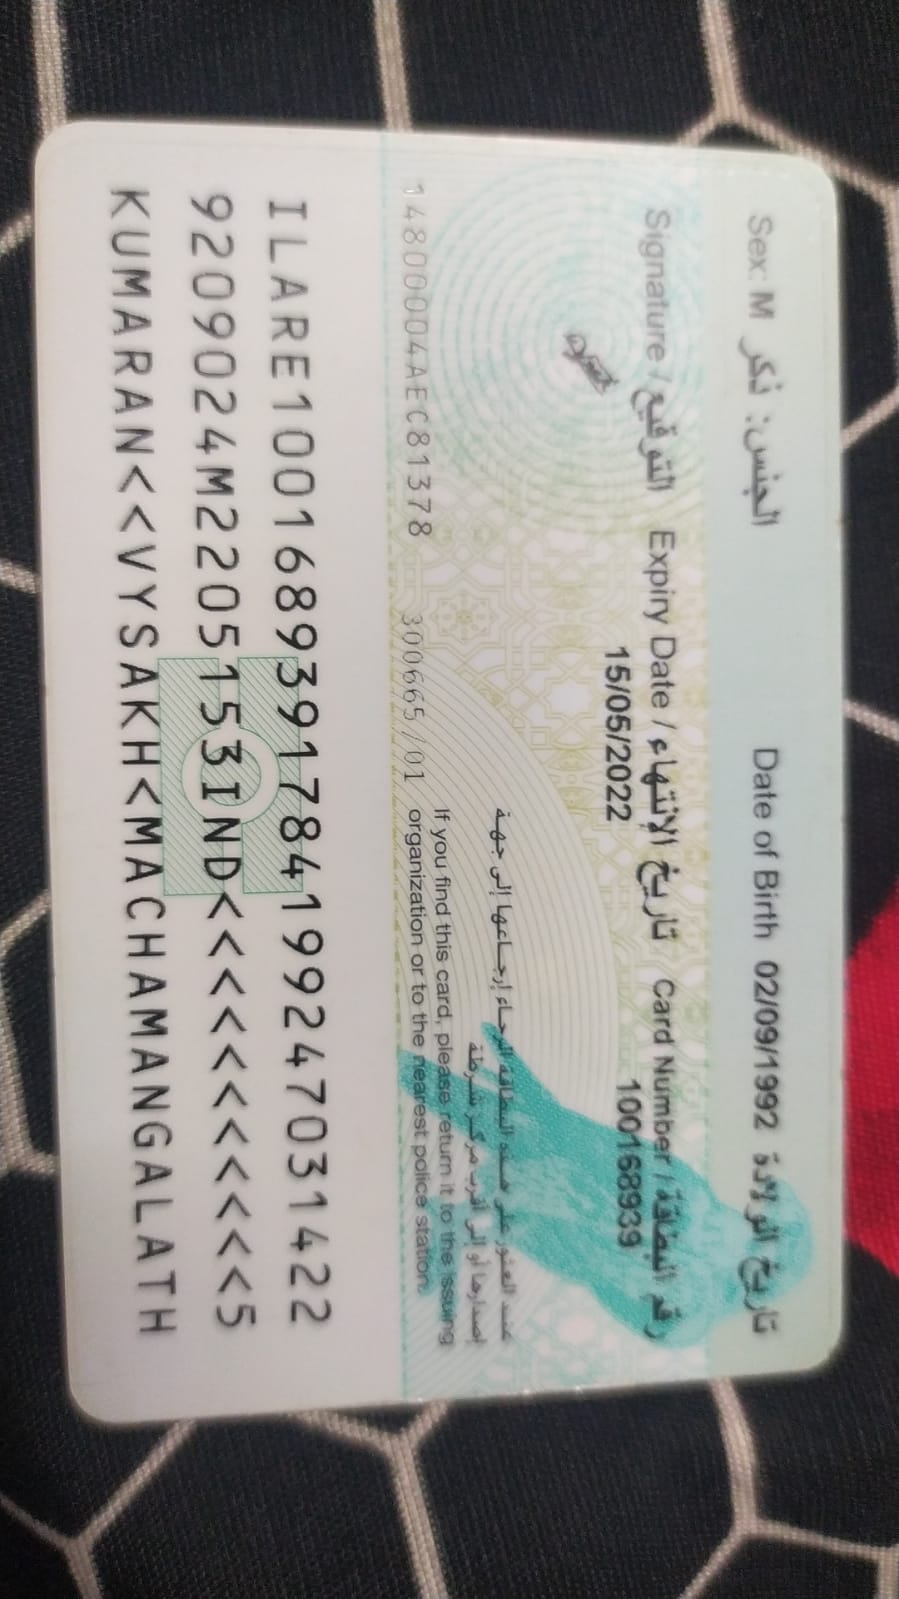 Sex: M الجنس: ذكر
Date of Birth 02/09/1992 تاريخ الولادة
Signature / التوقيع
Expiry Date / تاريخ الإنتهاء
15/05/2022
Card Number / رقم البطاقة
100168939
عند العثور على هذه البطاقة الرجاء إرجاعها إلى جهة
إصدارها أو إلى أقرب مركز شرطة
If you find this card, please return it to the issuing
organization or to the nearest police station.
14800004AEC81378
300665/01
ILARE1001689391784199247031422
9209024M2205153IND<<<<<<<<<<<5
KUMARAN<<VYSAKH<MACHAMANGALATH